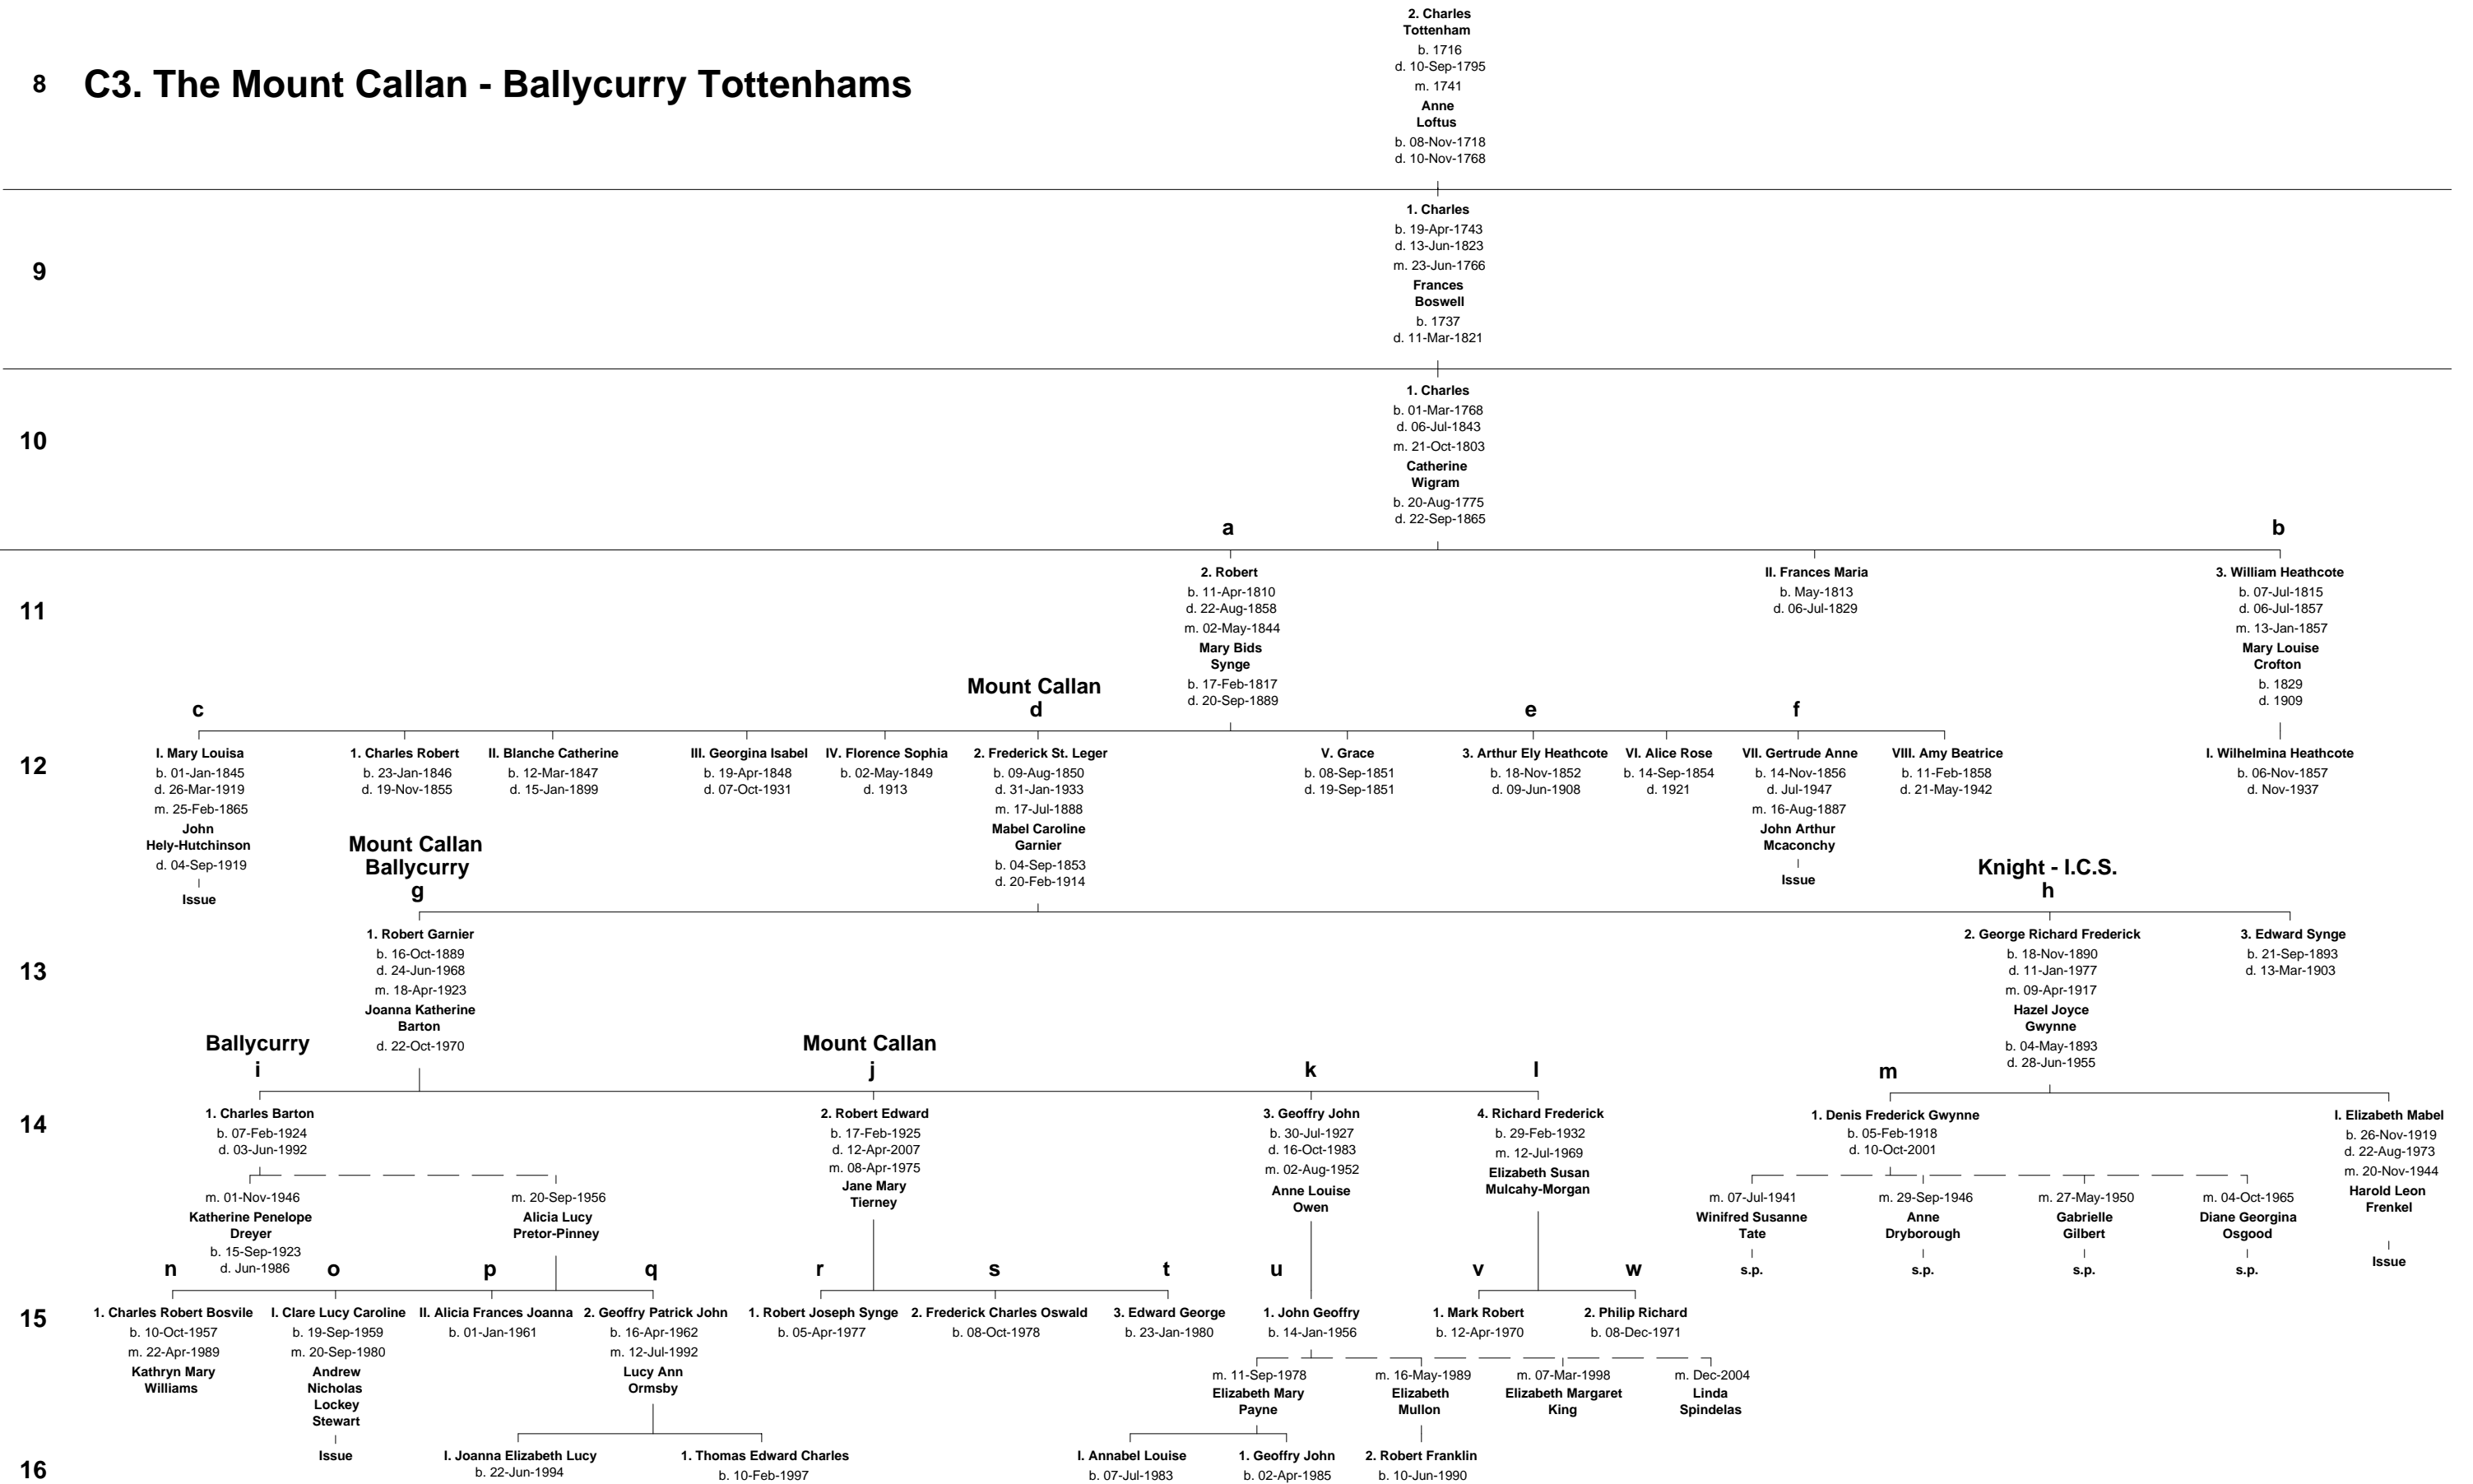 2. Charles
Tottenham
b. 1716
d. 10-Sep-1795
m. 1741
Anne
Loftus
b. 08-Nov-1718
d. 10-Nov-1768
8 C3. The Mount Callan - Ballycurry Tottenhams
9
1. Charles
b. 19-Apr-1743
d. 13-Jun-1823
m. 23-Jun-1766
Frances
Boswell
b. 1737
d. 11-Mar-1821
10
1. Charles
b. 01-Mar-1768
d. 06-Jul-1843
m. 21-Oct-1803
Catherine
Wigram
b. 20-Aug-1775
d. 22-Sep-1865
11
a
2. Robert
b. 11-Apr-1810
d. 22-Aug-1858
m. 02-May-1844
Mary Bids
Synge
b. 17-Feb-1817
d. 20-Sep-1889
II. Frances Maria
b. May-1813
d. 06-Jul-1829
b
3. William Heathcote
b. 07-Jul-1815
d. 06-Jul-1857
m. 13-Jan-1857
Mary Louise
Crofton
b. 1829
d. 1909
12
c
I. Mary Louisa
b. 01-Jan-1845
d. 26-Mar-1919
m. 25-Feb-1865
John
Hely-Hutchinson
d. 04-Sep-1919
Issue
1. Charles Robert
b. 23-Jan-1846
d. 19-Nov-1855
II. Blanche Catherine
b. 12-Mar-1847
d. 15-Jan-1899
III. Georgina Isabel
b. 19-Apr-1848
d. 07-Oct-1931
IV. Florence Sophia
b. 02-May-1849
d. 1913
Mount Callan
d
2. Frederick St. Leger
b. 09-Aug-1850
d. 31-Jan-1933
m. 17-Jul-1888
Mabel Caroline
Garnier
b. 04-Sep-1853
d. 20-Feb-1914
V. Grace
b. 08-Sep-1851
d. 19-Sep-1851
e
3. Arthur Ely Heathcote
b. 18-Nov-1852
d. 09-Jun-1908
VI. Alice Rose
b. 14-Sep-1854
d. 1921
f
VII. Gertrude Anne
b. 14-Nov-1856
d. Jul-1947
m. 16-Aug-1887
John Arthur
Mcaconchy
Issue
VIII. Amy Beatrice
b. 11-Feb-1858
d. 21-May-1942
I. Wilhelmina Heathcote
b. 06-Nov-1857
d. Nov-1937
13
Mount Callan
Ballycurry
g
1. Robert Garnier
b. 16-Oct-1889
d. 24-Jun-1968
m. 18-Apr-1923
Joanna Katherine
Barton
d. 22-Oct-1970
Knight - I.C.S.
h
2. George Richard Frederick
b. 18-Nov-1890
d. 11-Jan-1977
m. 09-Apr-1917
Hazel Joyce
Gwynne
b. 04-May-1893
d. 28-Jun-1955
3. Edward Synge
b. 21-Sep-1893
d. 13-Mar-1903
14
Ballycurry
i
1. Charles Barton
b. 07-Feb-1924
d. 03-Jun-1992
m. 01-Nov-1946
Katherine Penelope
Dreyer
b. 15-Sep-1923
d. Jun-1986
m. 20-Sep-1956
Alicia Lucy
Pretor-Pinney
Mount Callan
j
2. Robert Edward
b. 17-Feb-1925
d. 12-Apr-2007
m. 08-Apr-1975
Jane Mary
Tierney
k
3. Geoffry John
b. 30-Jul-1927
d. 16-Oct-1983
m. 02-Aug-1952
Anne Louise
Owen
l
4. Richard Frederick
b. 29-Feb-1932
m. 12-Jul-1969
Elizabeth Susan
Mulcahy-Morgan
m
1. Denis Frederick Gwynne
b. 05-Feb-1918
d. 10-Oct-2001
m. 07-Jul-1941
Winifred Susanne
Tate
s.p.
m. 29-Sep-1946
Anne
Dryborough
s.p.
m. 27-May-1950
Gabrielle
Gilbert
s.p.
m. 04-Oct-1965
Diane Georgina
Osgood
s.p.
I. Elizabeth Mabel
b. 26-Nov-1919
d. 22-Aug-1973
m. 20-Nov-1944
Harold Leon
Frenkel
Issue
15
n
1. Charles Robert Bosvile
b. 10-Oct-1957
m. 22-Apr-1989
Kathryn Mary
Williams
o
I. Clare Lucy Caroline
b. 19-Sep-1959
m. 20-Sep-1980
Andrew
Nicholas
Lockey
Stewart
Issue
p
II. Alicia Frances Joanna
b. 01-Jan-1961
q
2. Geoffry Patrick John
b. 16-Apr-1962
m. 12-Jul-1992
Lucy Ann
Ormsby
r
1. Robert Joseph Synge
b. 05-Apr-1977
s
2. Frederick Charles Oswald
b. 08-Oct-1978
t
3. Edward George
b. 23-Jan-1980
u
1. John Geoffry
b. 14-Jan-1956
m. 11-Sep-1978
Elizabeth Mary
Payne
m. 16-May-1989
Elizabeth
Mullon
m. 07-Mar-1998
Elizabeth Margaret
King
m. Dec-2004
Linda
Spindelas
v
1. Mark Robert
b. 12-Apr-1970
w
2. Philip Richard
b. 08-Dec-1971
16
I. Joanna Elizabeth Lucy
b. 22-Jun-1994
1. Thomas Edward Charles
b. 10-Feb-1997
I. Annabel Louise
b. 07-Jul-1983
1. Geoffry John
b. 02-Apr-1985
2. Robert Franklin
b. 10-Jun-1990